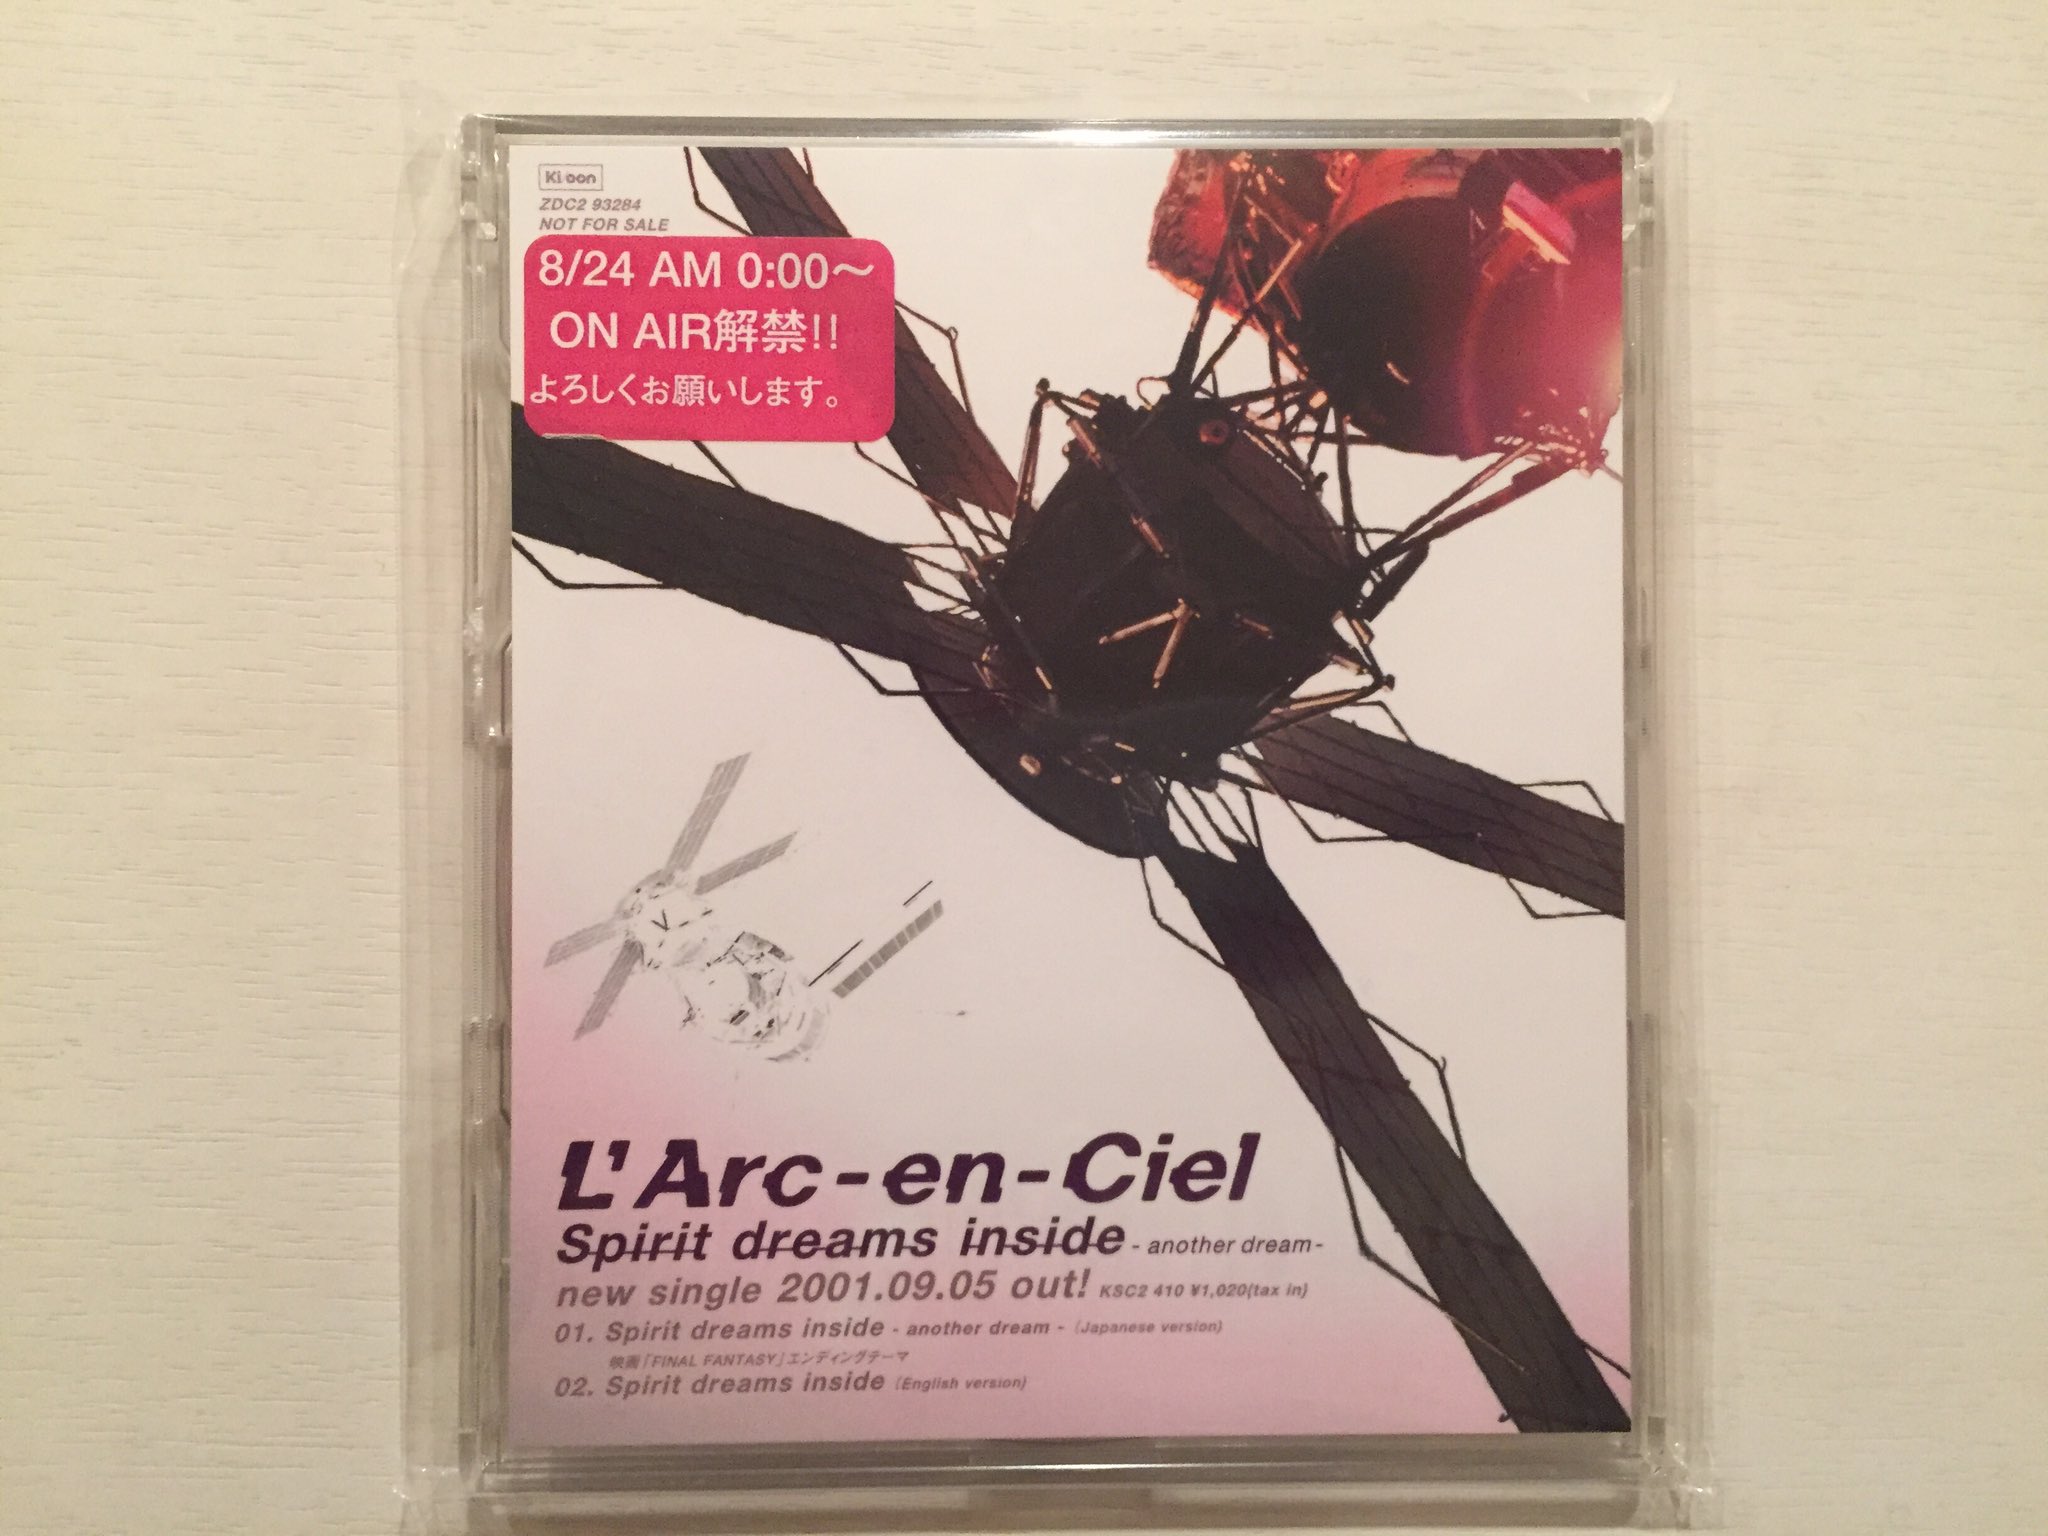 Ki/oon
ZDC2 93284
NOT FOR SALE
8/24 AM 0:00～
ON AIR解禁!!
よろしくお願いします。
L'Arc-en-Ciel
Spirit dreams inside - another dream -
new single 2001.09.05 out! KSC2 410 ¥1,020(tax in)
01. Spirit dreams inside - another dream - (Japanese version)
映画「FINAL FANTASY」エンディングテーマ
02. Spirit dreams inside (English version)